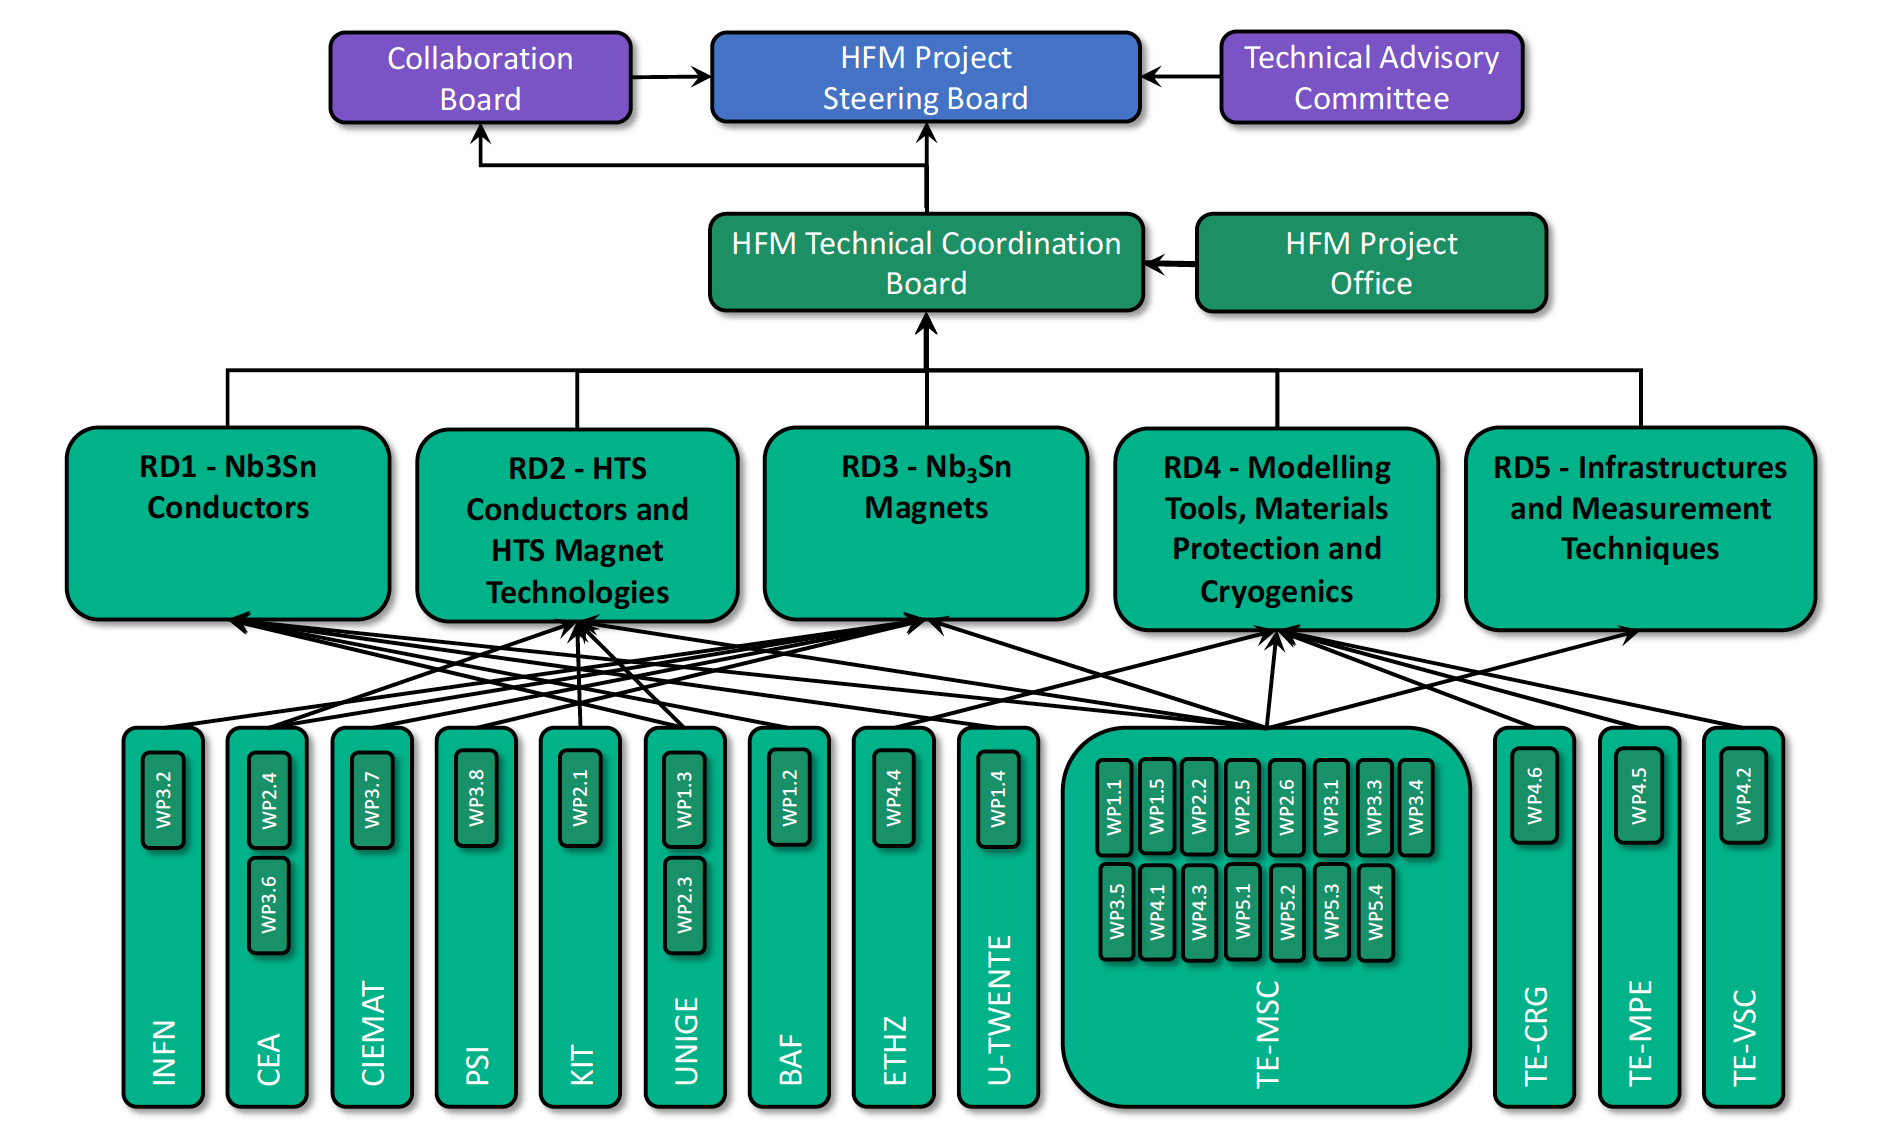 Collaboration
Board
HFM Project
Steering Board
Technical Advisory
Committee
HFM Technical Coordination
Board
HFM Project
Office
RD1 - Nb3Sn
Conductors
RD2 - HTS
Conductors and
HTS Magnet
Technologies
RD3 - Nb₃Sn
Magnets
RD4 - Modelling
Tools, Materials
Protection and
Cryogenics
RD5 - Infrastructures
and Measurement
Techniques
WP3.2
INFN
WP2.4
WP3.6
CEA
WP3.7
CIEMAT
WP3.8
PSI
WP2.1
KIT
WP1.3
WP2.3
UNIGE
WP1.2
BAF
WP4.4
ETHZ
WP1.4
U-TWENTE
WP1.1
WP1.5
WP2.2
WP2.5
WP2.6
WP3.1
WP3.3
WP3.4
WP3.5
WP4.1
WP4.3
WP5.1
WP5.2
WP5.3
WP5.4
TE-MSC
WP4.6
TE-CRG
WP4.5
TE-MPE
WP4.2
TE-VSC